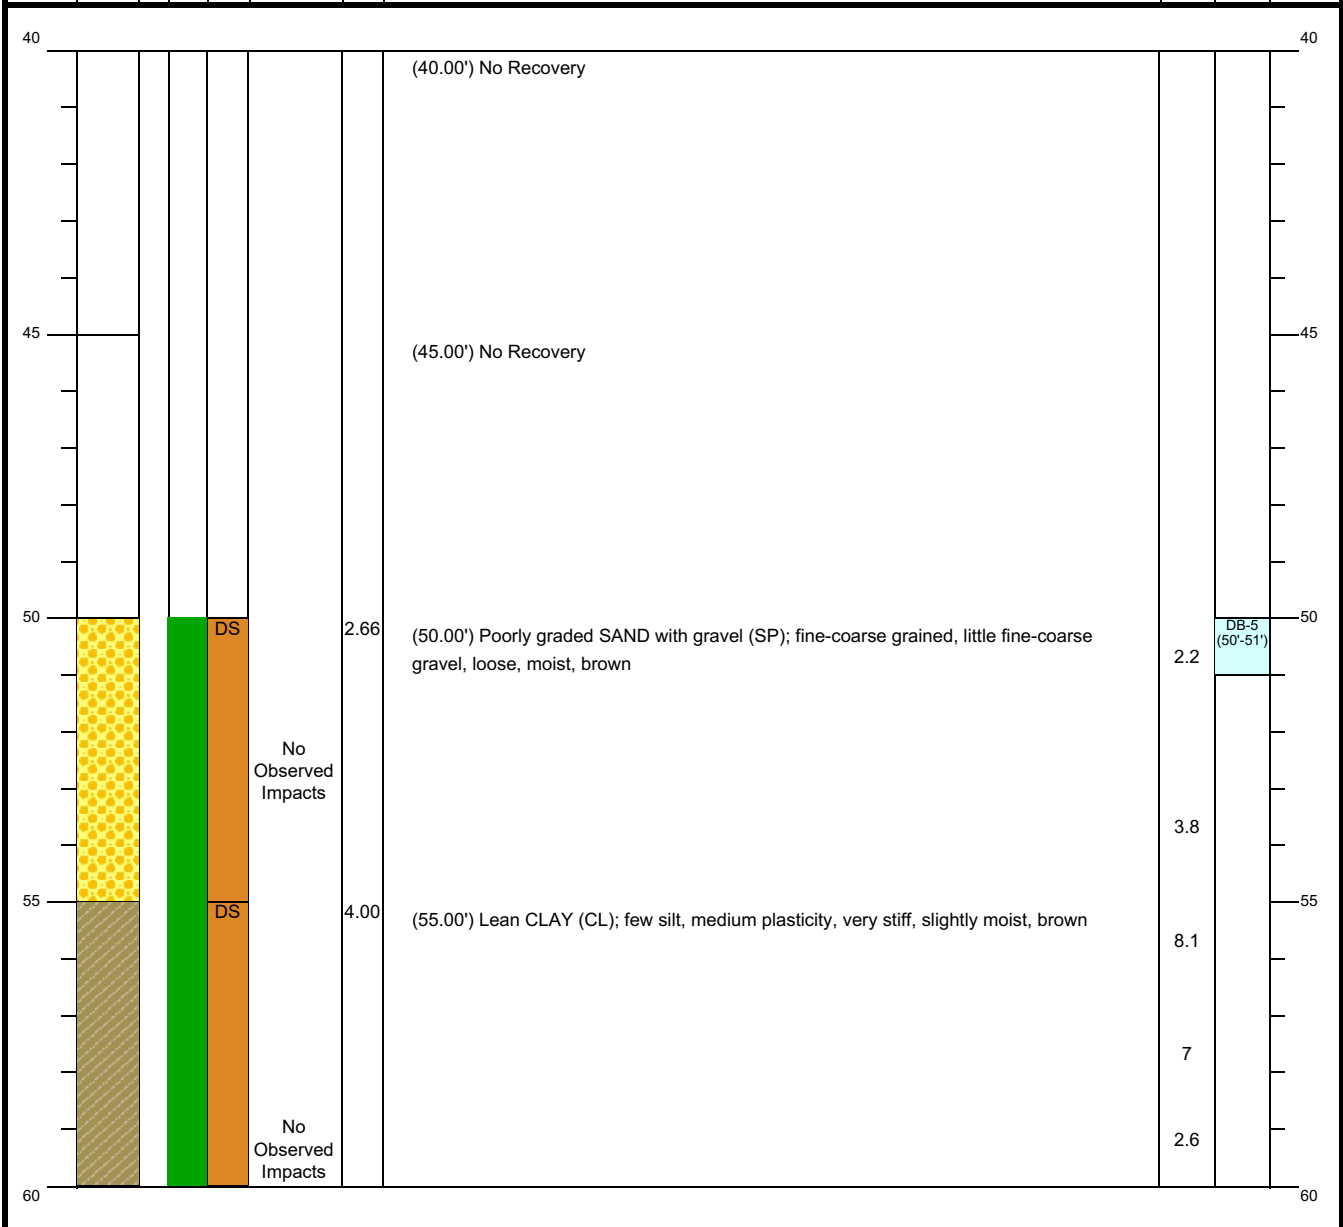 40
40
(40.00') No Recovery
45
45
(45.00') No Recovery
50
50
DS
2.66
(50.00') Poorly graded SAND with gravel (SP); fine-coarse grained, little fine-coarse
gravel, loose, moist, brown
2.2
DB-5
(50'-51')
No
Observed
Impacts
3.8
55
55
DS
4.00
(55.00') Lean CLAY (CL); few silt, medium plasticity, very stiff, slightly moist, brown
8.1
7
No
Observed
Impacts
2.6
60
60